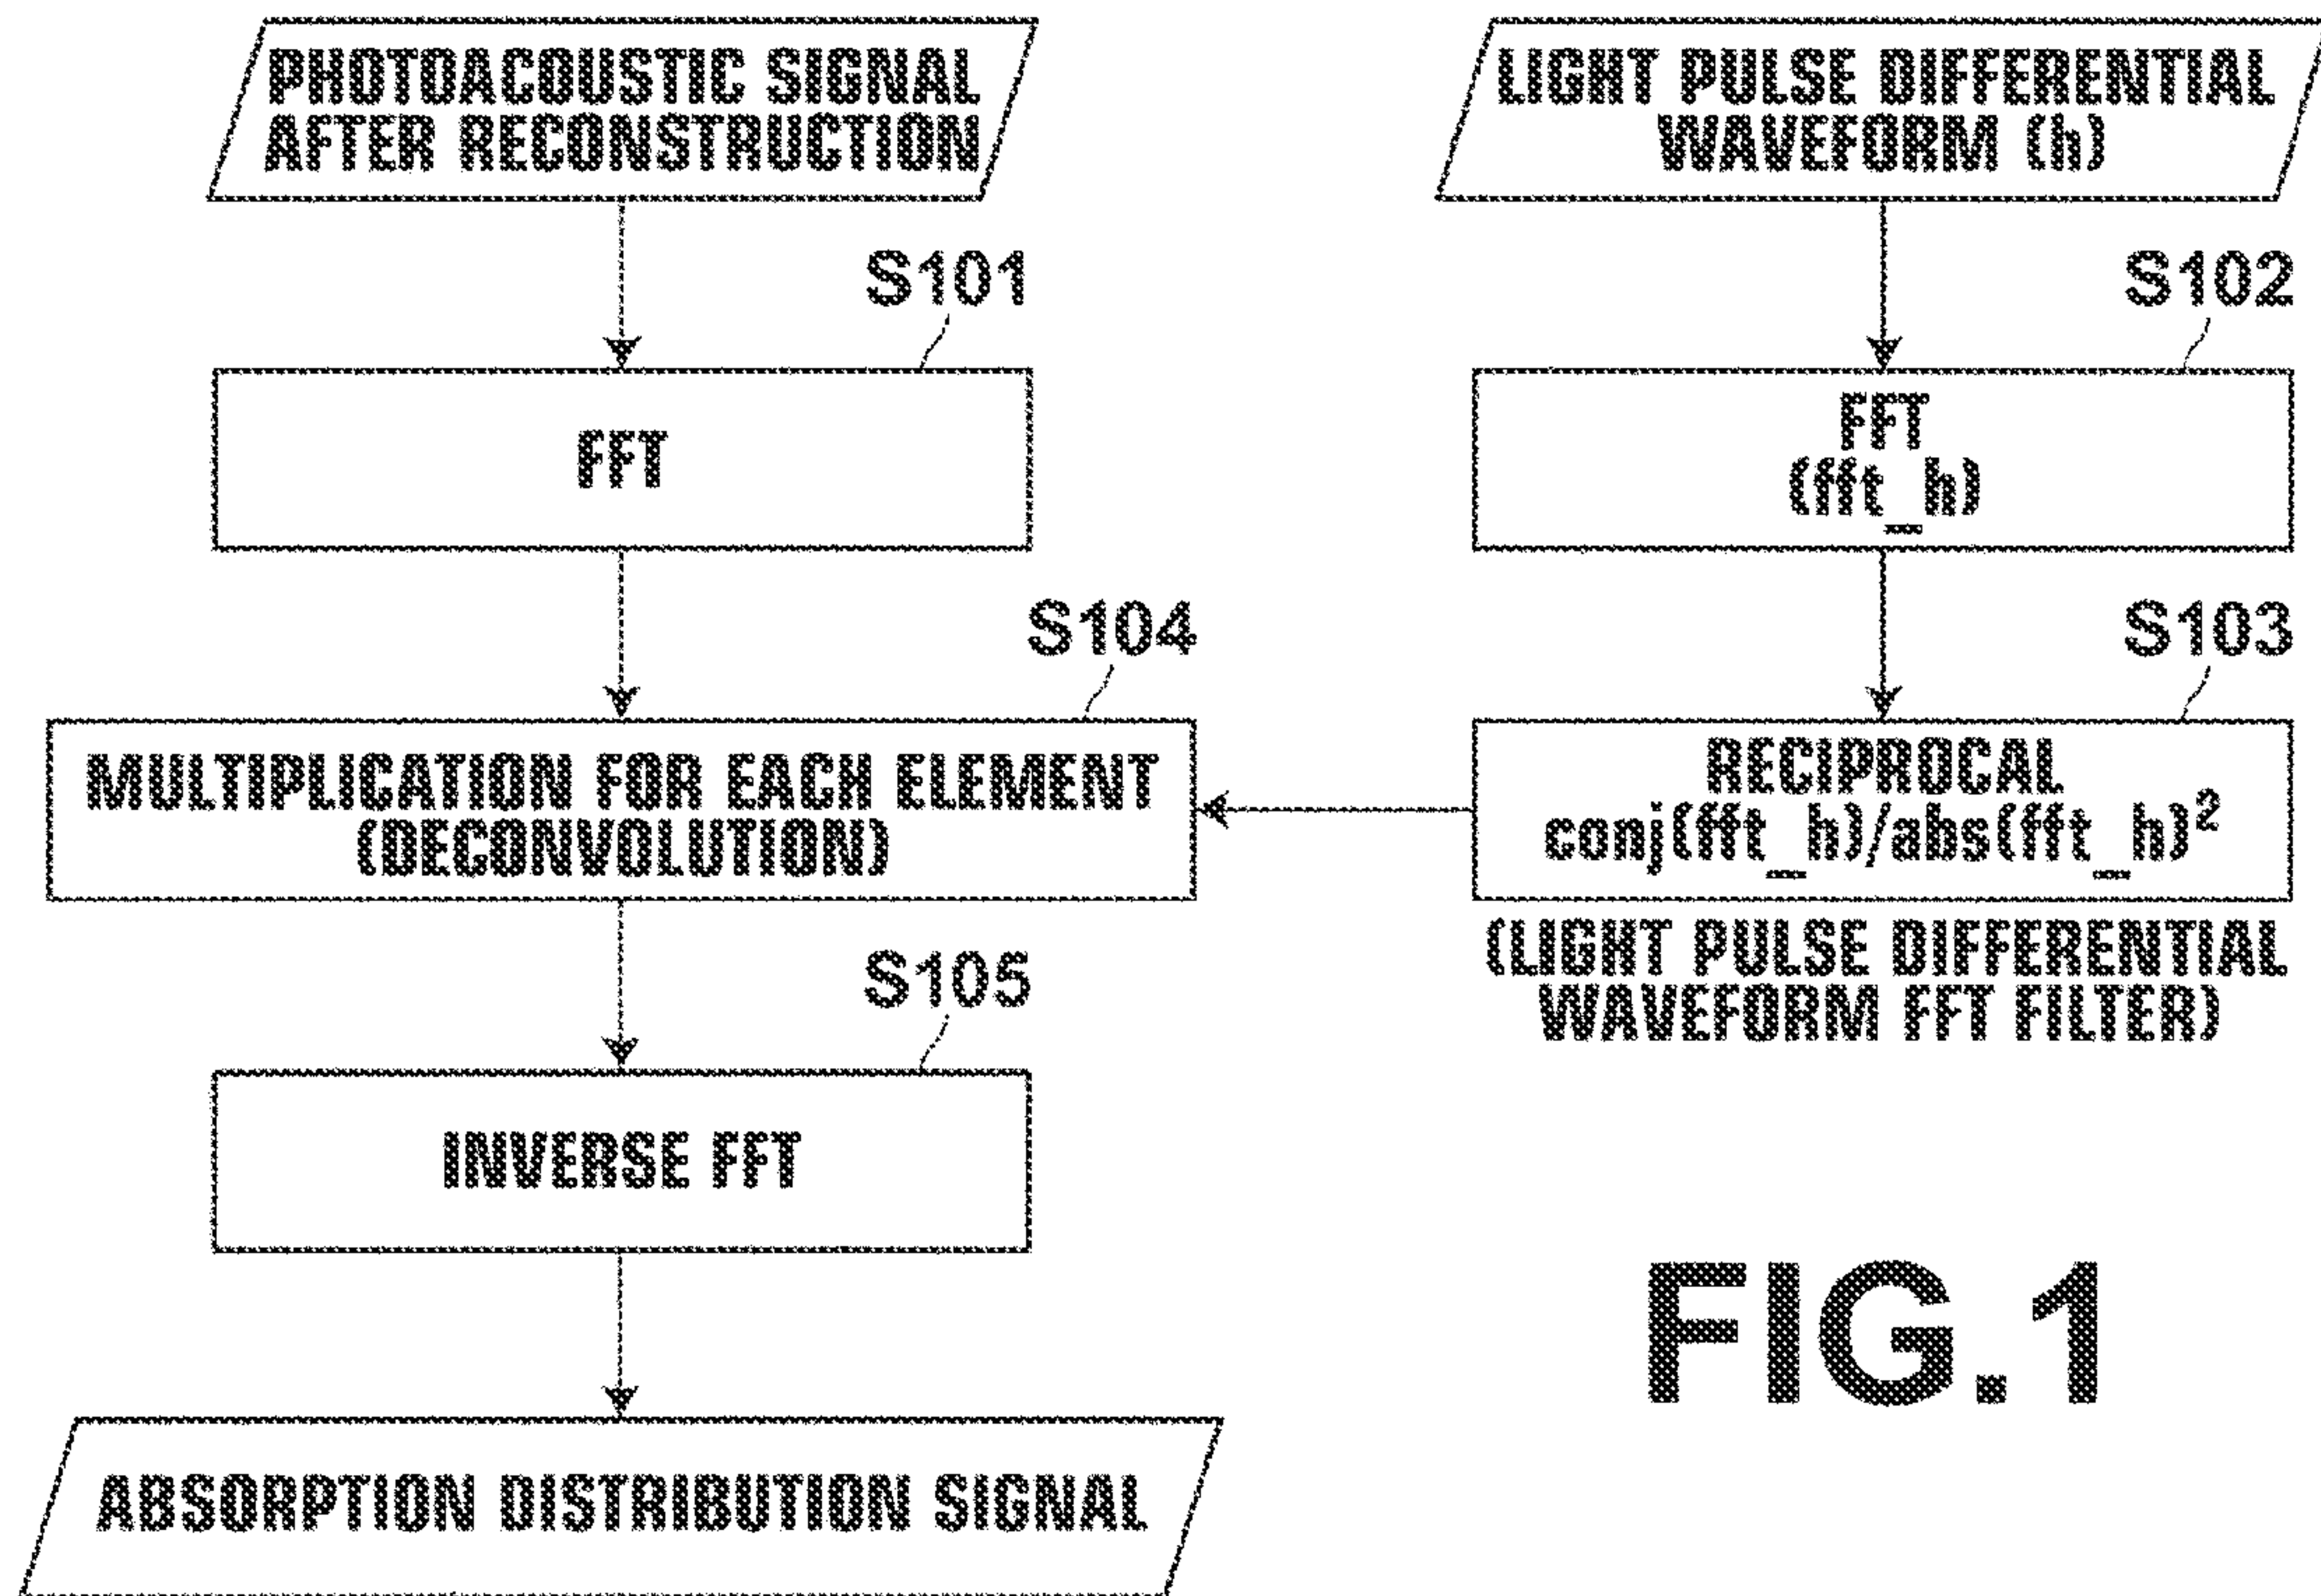 PHOTOACOUSTIC SIGNAL
AFTER RECONSTRUCTION
LIGHT PULSE DIFFERENTIAL
WAVEFORM (h)
S101
S102
FFT
FFT
(fft_h)
S104
S103
MULTIPLICATION FOR EACH ELEMENT
(DECONVOLUTION)
RECIPROCAL
conj(fft_h)/abs(fft_h)²
(LIGHT PULSE DIFFERENTIAL
WAVEFORM FFT FILTER)
S105
INVERSE FFT
ABSORPTION DISTRIBUTION SIGNAL
FIG.1